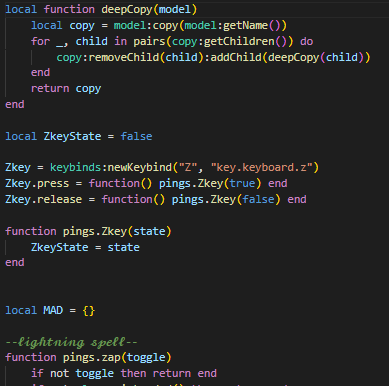 local function deepCopy(model)
local copy = model:copy(model:getName())
for _, child in pairs(copy:getChildren()) do
copy:removeChild(child):addChild(deepCopy(child))
end
return copy
end
local ZkeyState = false
Zkey = keybinds:newKeybind("Z", "key.keyboard.z")
Zkey.press = function() pings.Zkey(true) end
Zkey.release = function() pings.Zkey(false) end
function pings.Zkey(state)
ZkeyState = state
end
local MAD = {}
--lightning spell--
function pings.zap(toggle)
if not toggle then return end